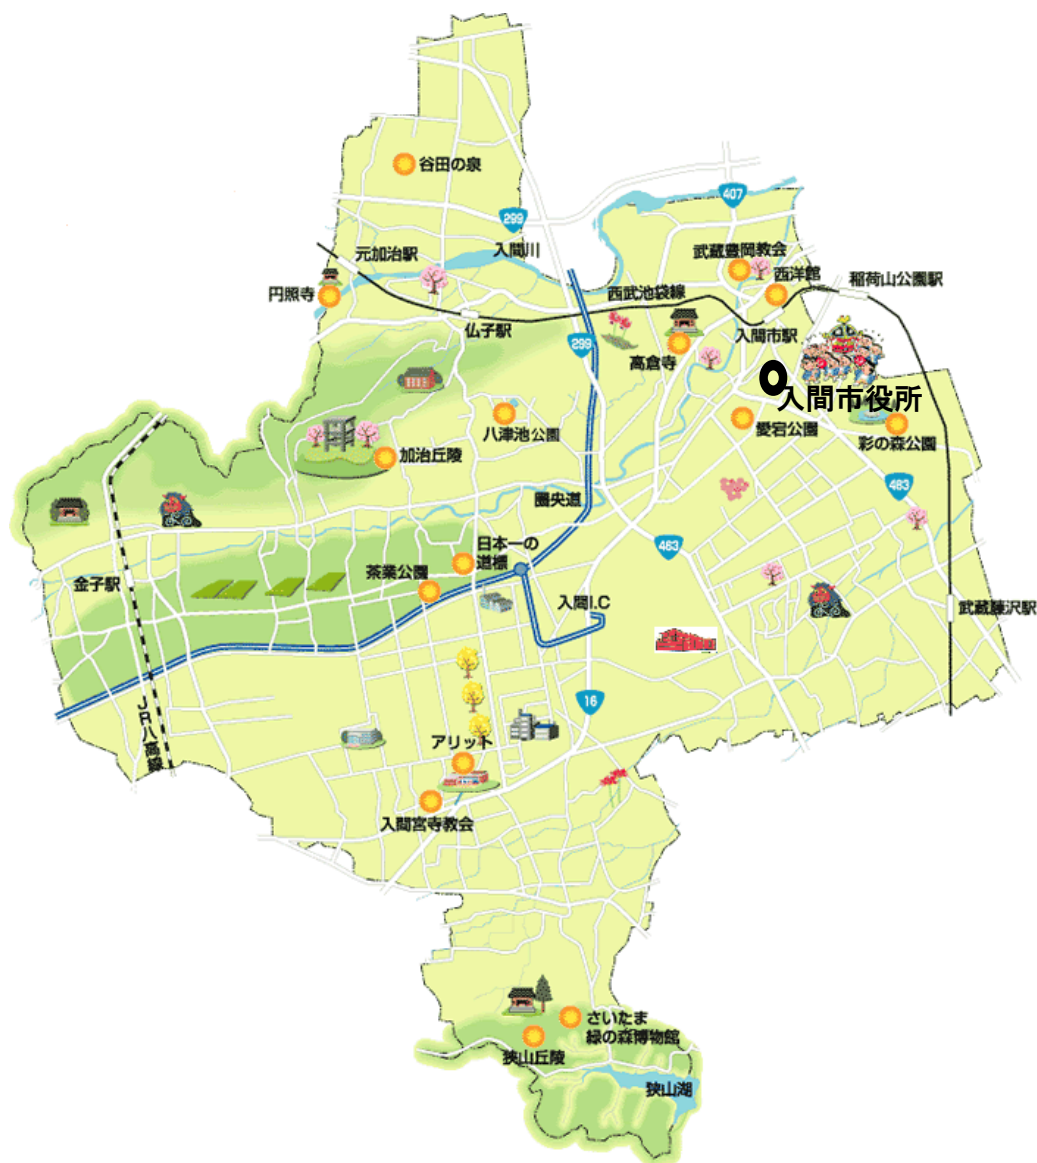 谷田の泉
407
299
入間川
元加治駅
武蔵豊岡教会
西洋館
稲荷山公園駅
円照寺
西武池袋線
仏子駅
299
入間市駅
高倉寺
入間市役所
八津池公園
愛宕公園
彩の森公園
加治丘陵
463
圏央道
日本一の
道標
463
茶業公園
金子駅
入間I.C
武蔵藤沢駅
16
JR八高線
アリット
入間宮寺教会
さいたま
緑の森博物館
狭山丘陵
狭山湖